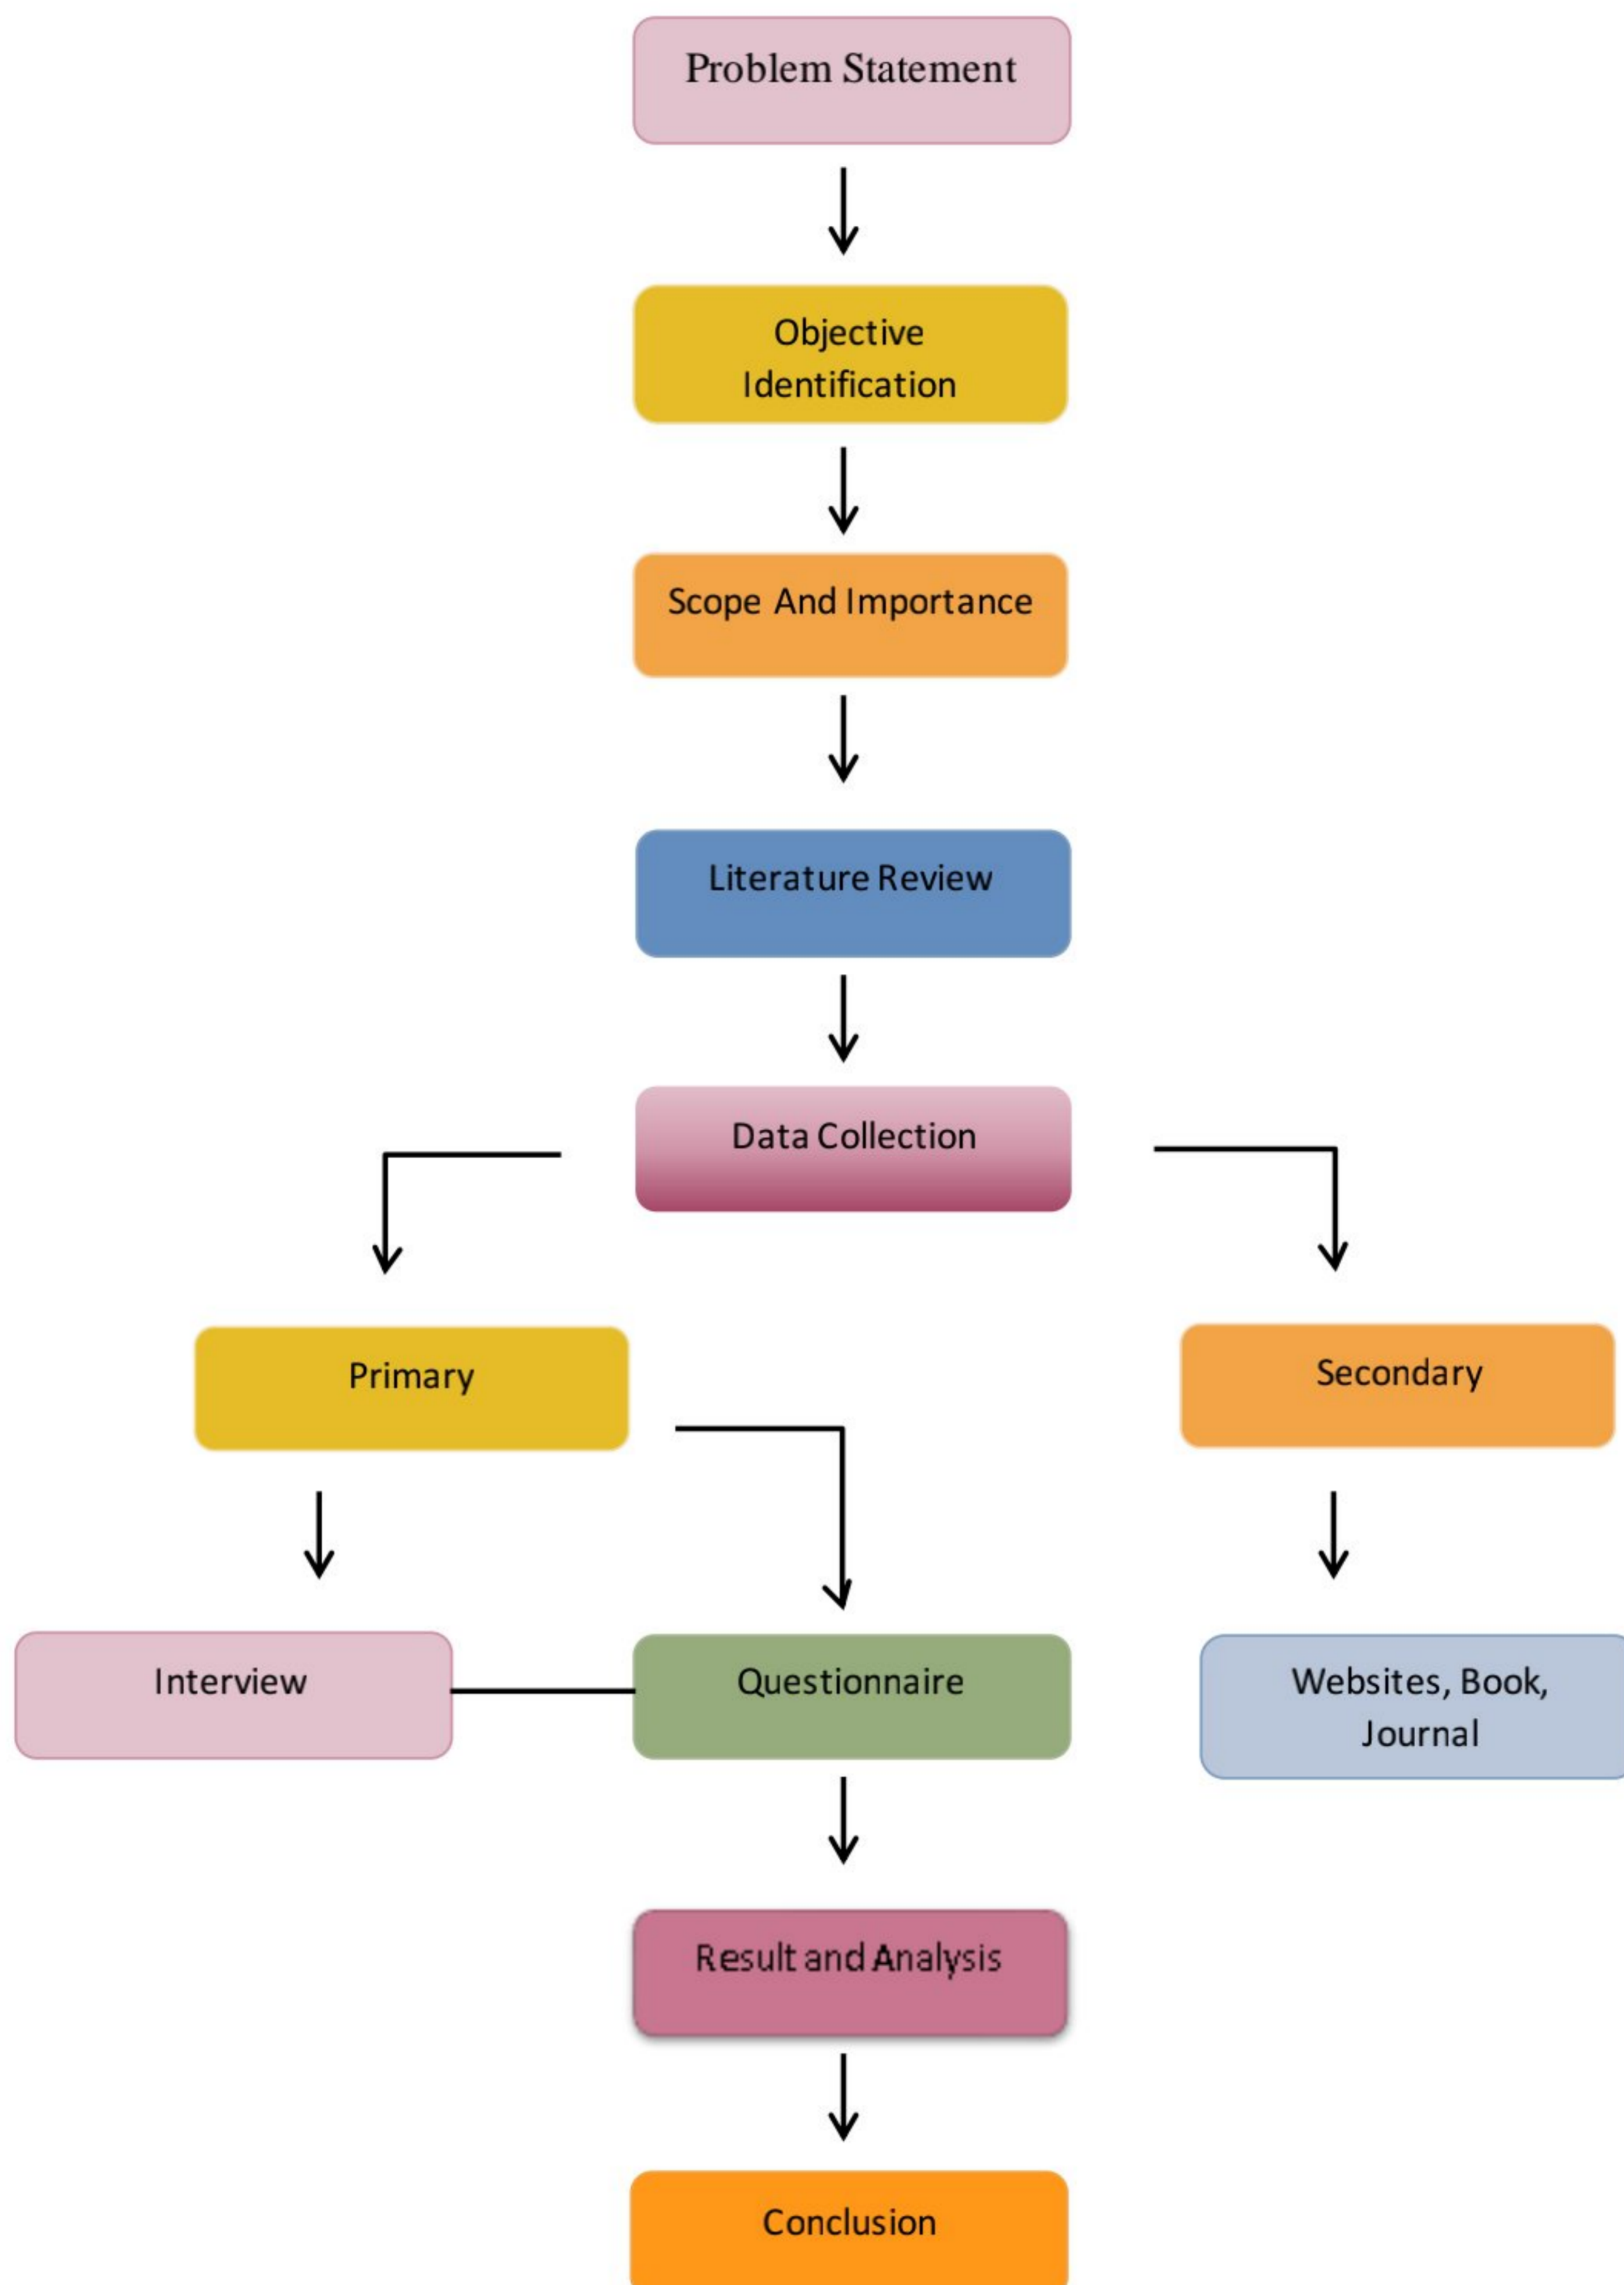 Problem Statement
Objective
Identification
Scope And Importance
Literature Review
Data Collection
Primary
Secondary
Interview
Questionnaire
Websites, Book,
Journal
Result and Analysis
Conclusion